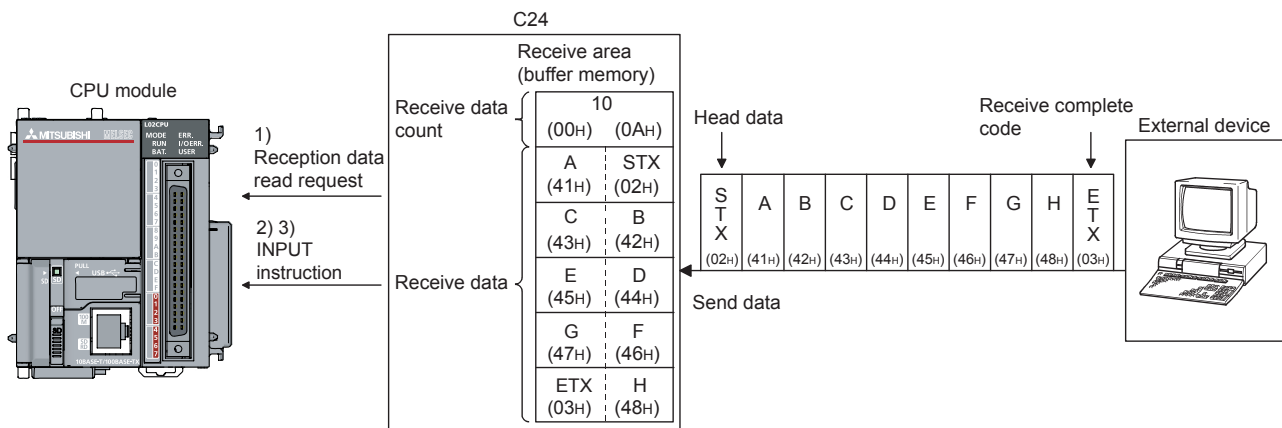 C24
Receive area
(buffer memory)
CPU module
Receive data
count
10
(00H) (0AH)
Head data
Receive complete
code
External device
MITSUBISHI
L02CPU
MODE ERR.
RUN I/OERR.
BAT. USER
1)
Reception data
read request
A STX
(41H) (02H)
C B
(43H) (42H)
E D
(45H) (44H)
G F
(47H) (46H)
ETX H
(03H) (48H)
2) 3)
INPUT
instruction
Receive data
STX A B C D E F G H ETX
(02H) (41H) (42H) (43H) (44H) (45H) (46H) (47H) (48H) (03H)
Send data
PULL
USB
10BASE-T/100BASE-TX